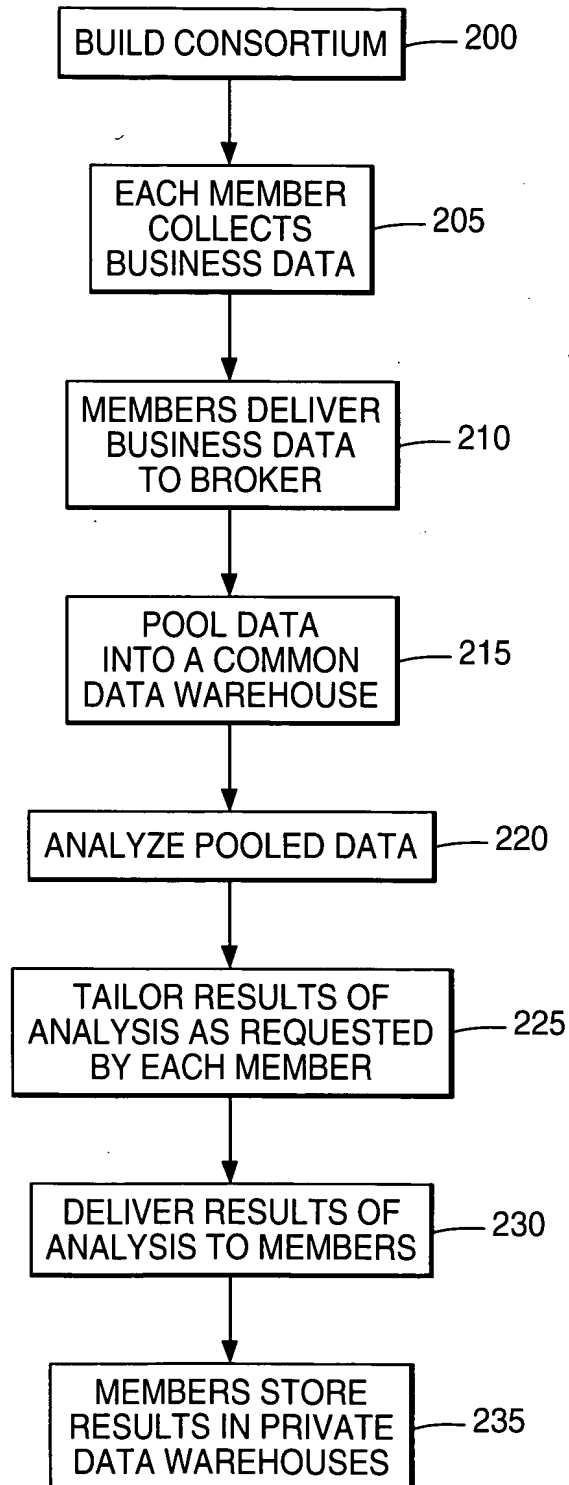 BUILD CONSORTIUM
200
EACH MEMBER
COLLECTS
BUSINESS DATA
205
MEMBERS DELIVER
BUSINESS DATA
TO BROKER
210
POOL DATA
INTO A COMMON
DATA WAREHOUSE
215
ANALYZE POOLED DATA
220
TAILOR RESULTS OF
ANALYSIS AS REQUESTED
BY EACH MEMBER
225
DELIVER RESULTS OF
ANALYSIS TO MEMBERS
230
MEMBERS STORE
RESULTS IN PRIVATE
DATA WAREHOUSES
235